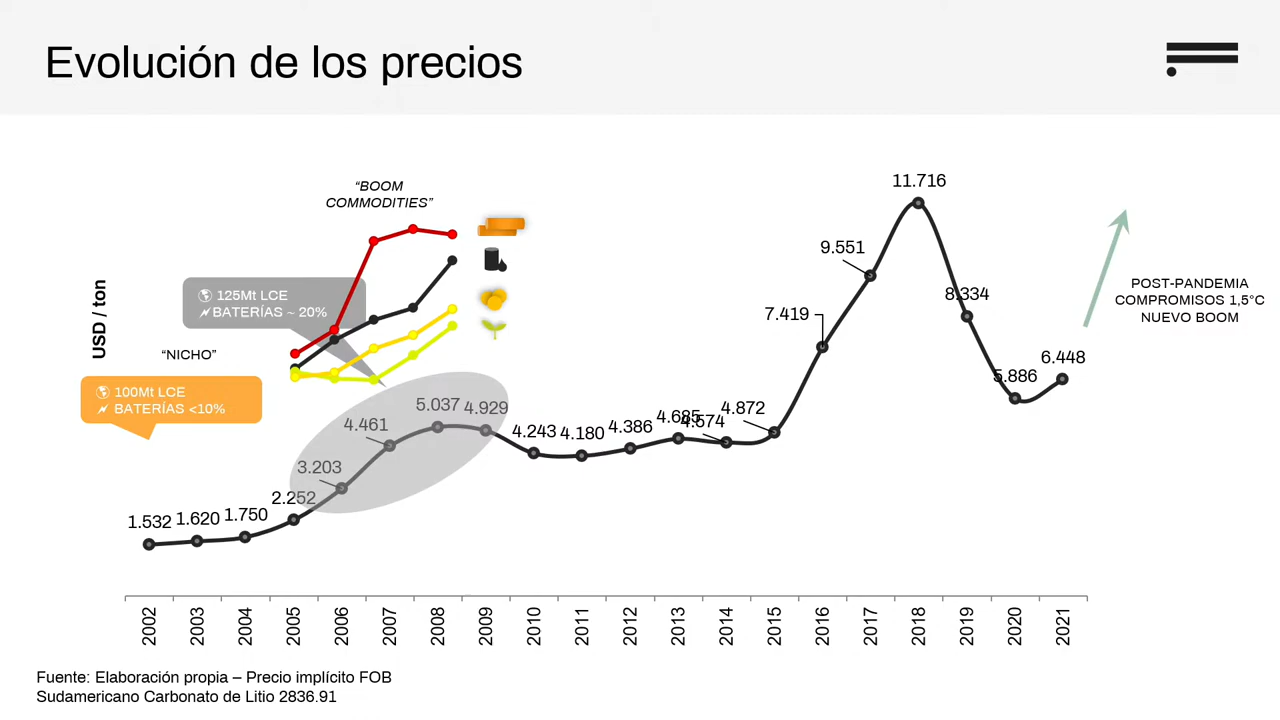 Evolución de los precios
“BOOM
COMMODITIES”
125Mt LCE
BATERÍAS ~ 20%
“NICHO”
100Mt LCE
BATERÍAS <10%
USD / ton
1.532
1.620
1.750
2.252
3.203
4.461
5.037
4.929
4.243
4.180
4.386
4.685
4.574
4.872
7.419
9.551
11.716
8.334
5.886
6.448
POST-PANDEMIA
COMPROMISOS 1,5°C
NUEVO BOOM
2002
2003
2004
2005
2006
2007
2008
2009
2010
2011
2012
2013
2014
2015
2016
2017
2018
2019
2020
2021
Fuente: Elaboración propia – Precio implícito FOB
Sudamericano Carbonato de Litio 2836.91